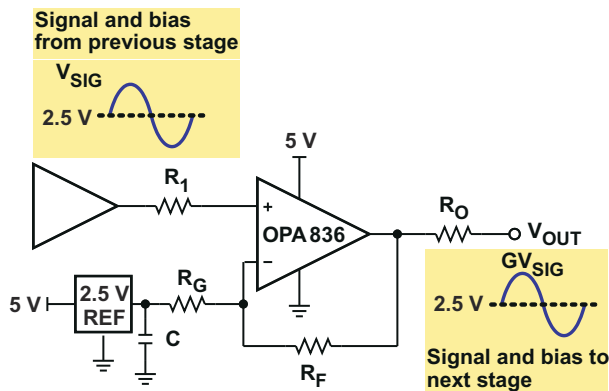 Signal and bias
from previous stage
VSIG
2.5 V
5 V
R1
RO
+
OPA836
−
VOUT
GVSIG
2.5 V
RG
5 V
2.5 V
REF
C
RF
Signal and bias to
next stage